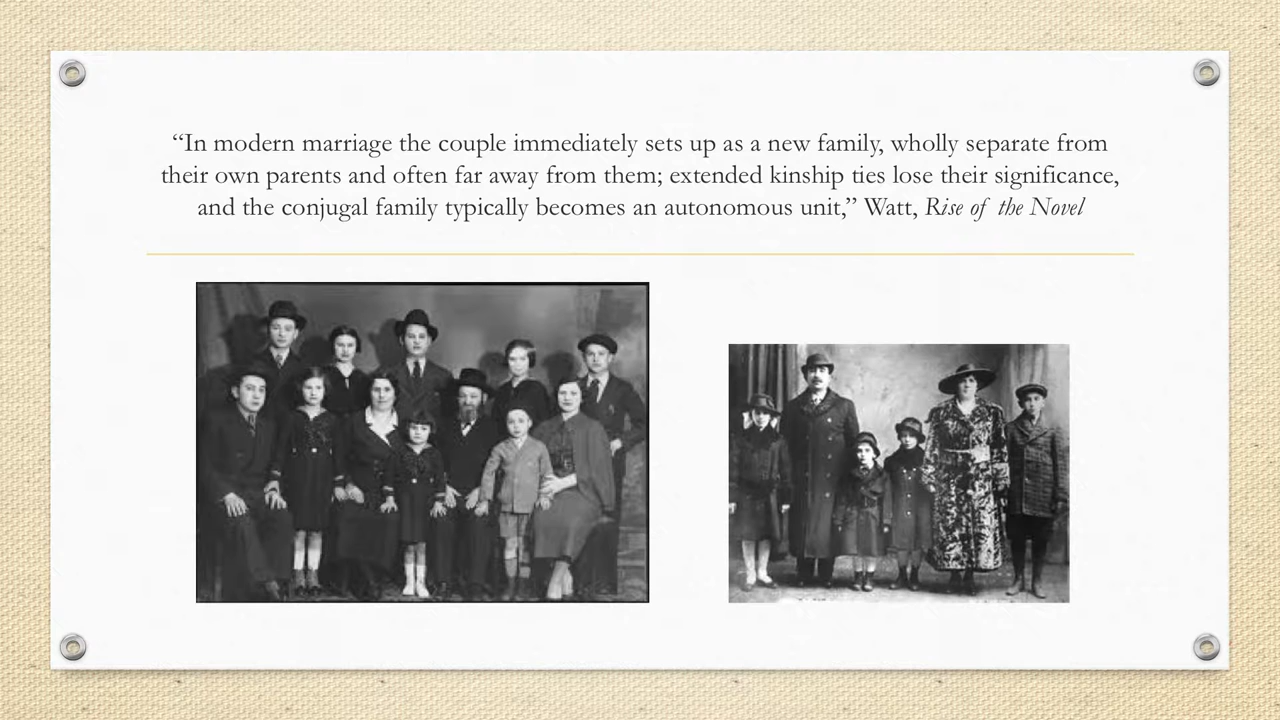 “In modern marriage the couple immediately sets up as a new family, wholly separate from
their own parents and often far away from them; extended kinship ties lose their significance,
and the conjugal family typically becomes an autonomous unit,” Watt, Rise of the Novel